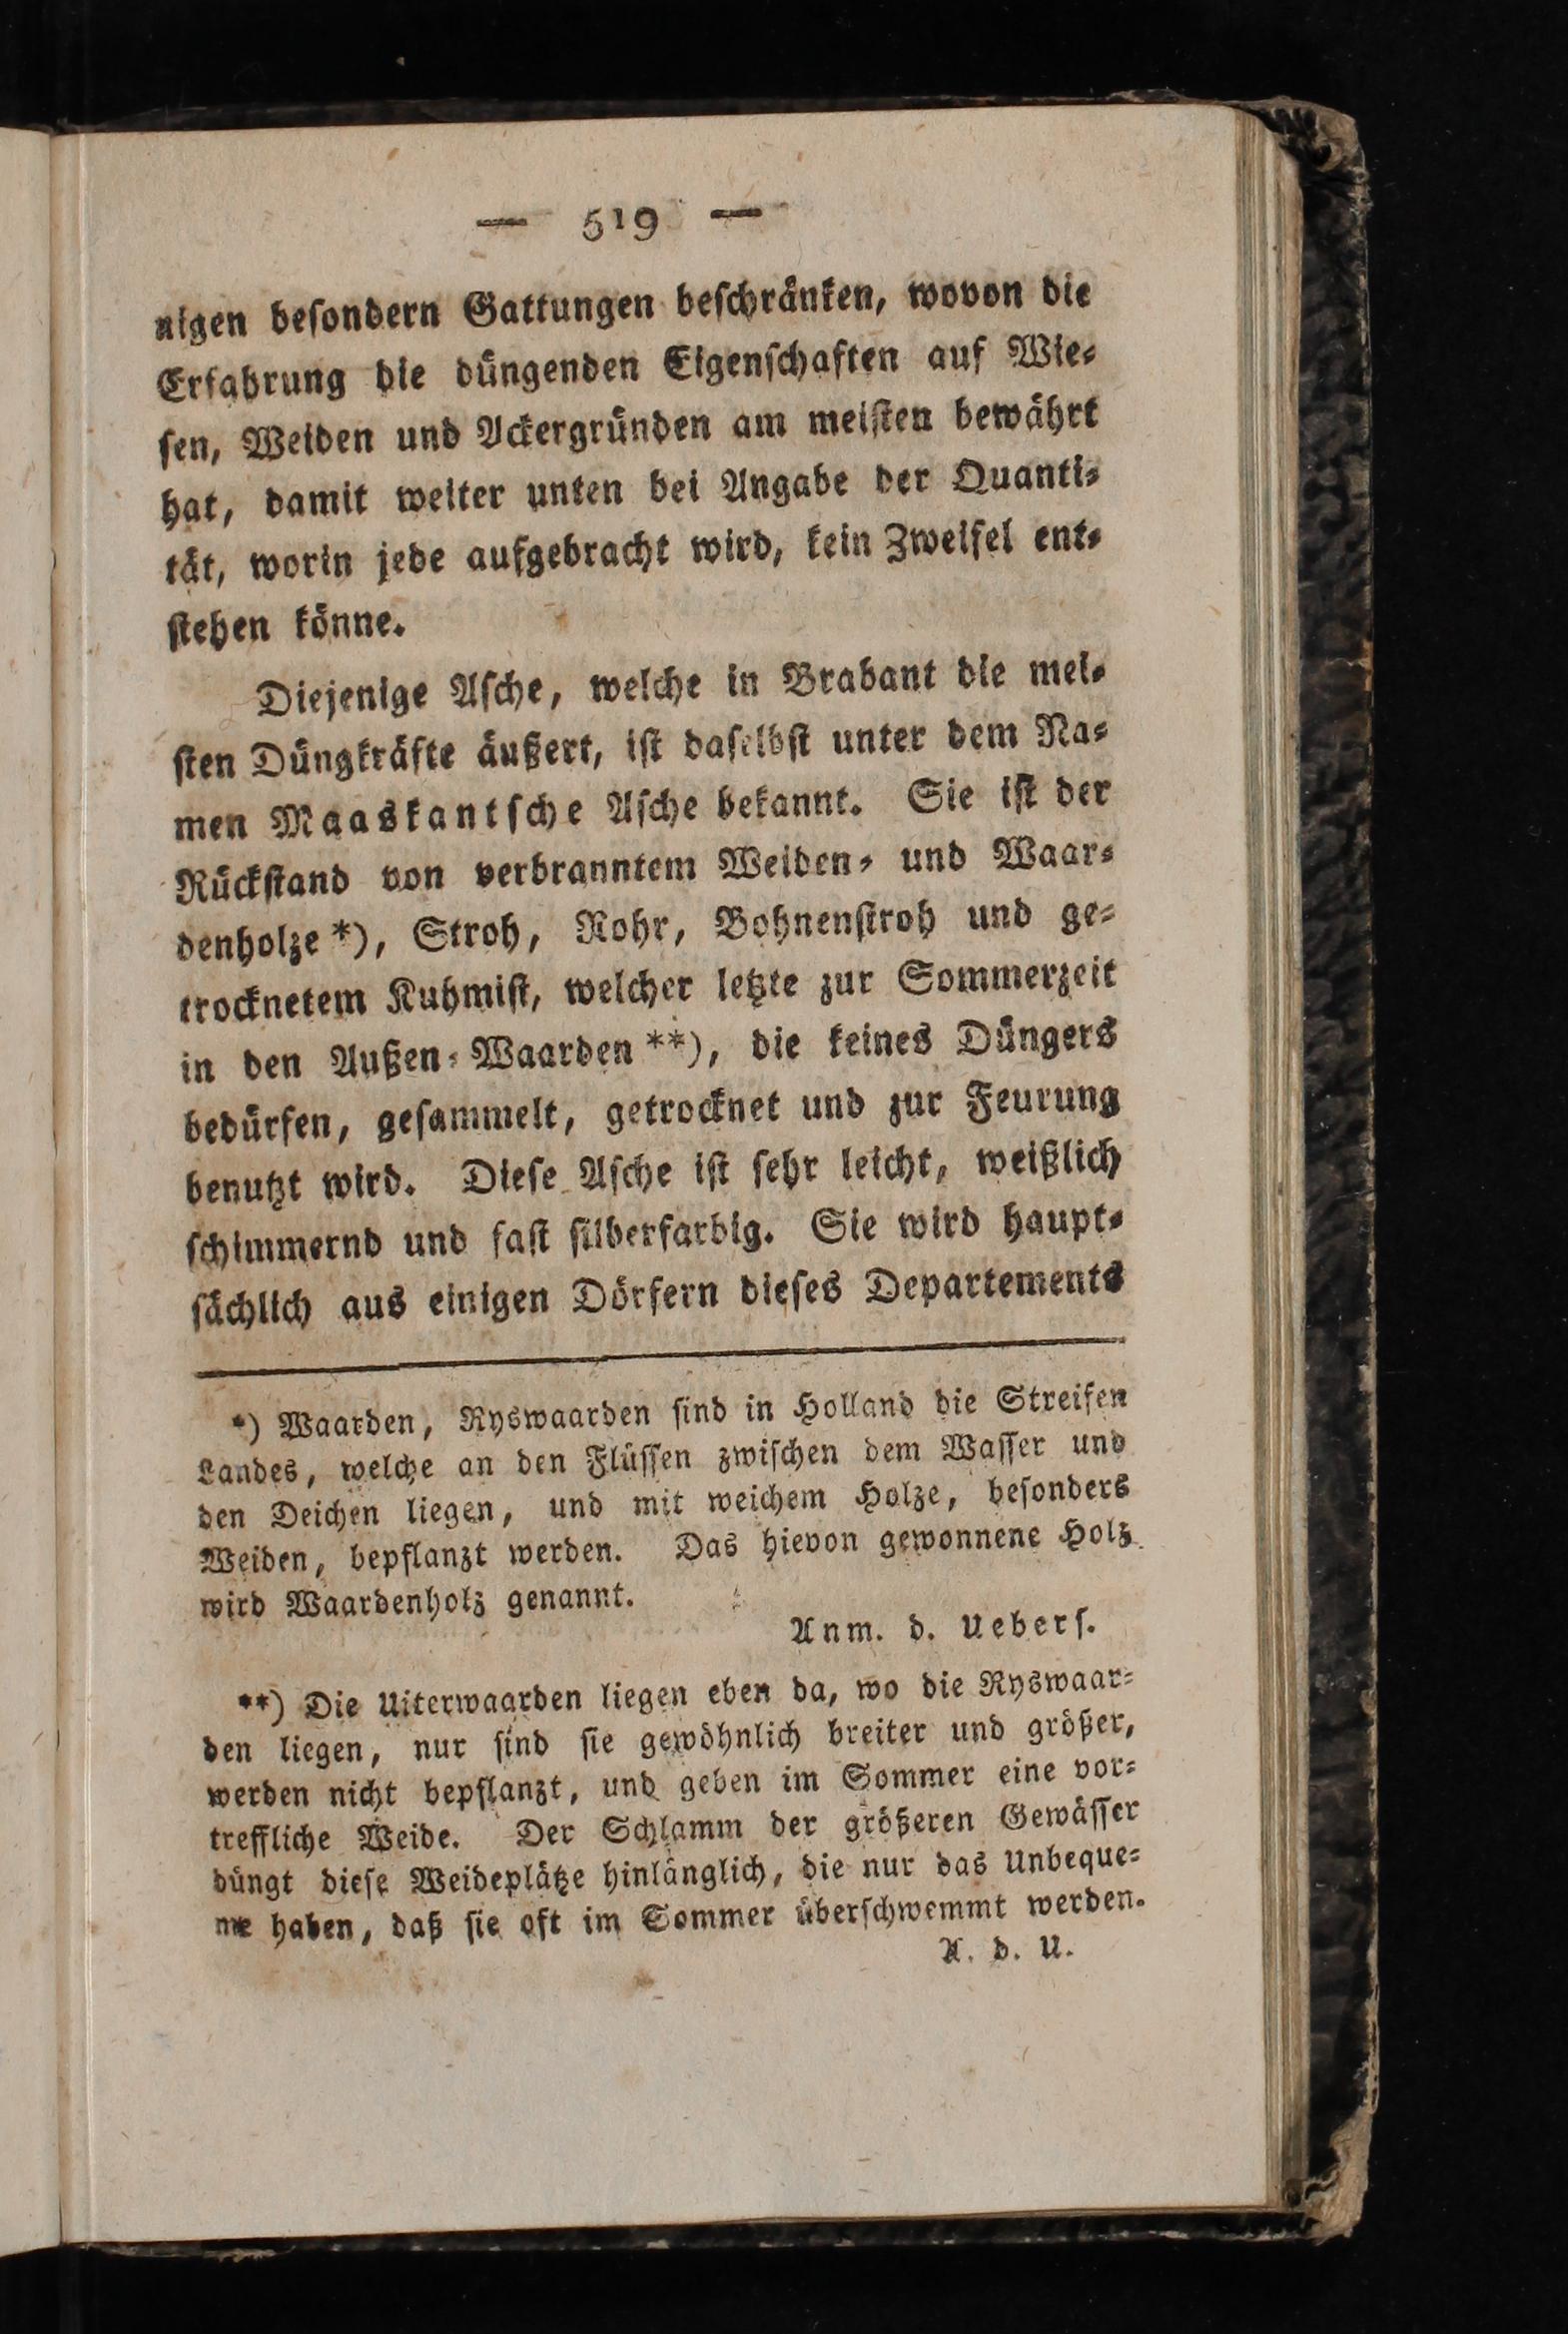 — 519 —
nigen beſondern Gattungen beſchränken, wovon die
Erfahrung die düngenden Eigenſchaften auf Wie⸗
ſen, Weiden und Ackergründen am meiſten bewährt
hat, damit weiter unten bei Angabe der Quanti⸗
tät, worin jede aufgebracht wird, kein Zweifel ent⸗
ſtehen könne.
Diejenige Aſche, welche in Brabant die mei⸗
ſten Düngkräfte äußert, iſt daſelbſt unter dem Na⸗
men Maaskantſche Aſche bekannt. Sie iſt der
Rückſtand von verbranntem Weiden⸗ und Waar⸗
denholze *), Stroh, Rohr, Bohnenſtroh und ge⸗
trocknetem Kuhmiſt, welcher letzte zur Sommerzeit
in den Außen⸗Waarden **), die keines Düngers
bedürfen, geſammelt, getrocknet und zur Feurung
benutzt wird. Dieſe Aſche iſt ſehr leicht, weißlich
ſchimmernd und faſt ſilberfarbig. Sie wird haupt⸗
ſächlich aus einigen Dörfern dieſes Departements
*) Waarden, Ryswaarden ſind in Holland die Streifen
Landes, welche an den Flüſſen zwiſchen dem Waſſer und
den Deichen liegen, und mit weichem Holze, beſonders
Weiden, bepflanzt werden. Das hievon gewonnene Holz
wird Waardenholz genannt.
Anm. d. Ueberſ.
**) Die Uiterwaarden liegen eben da, wo die Ryswaar⸗
den liegen, nur ſind ſie gewöhnlich breiter und größer,
werden nicht bepflanzt, und geben im Sommer eine vor⸗
treffliche Weide. Der Schlamm der größeren Gewäſſer
düngt dieſe Weideplätze hinlänglich, die nur das Unbeque⸗
me haben, daß ſie oft im Sommer überſchwemmt werden.
A. d. U.